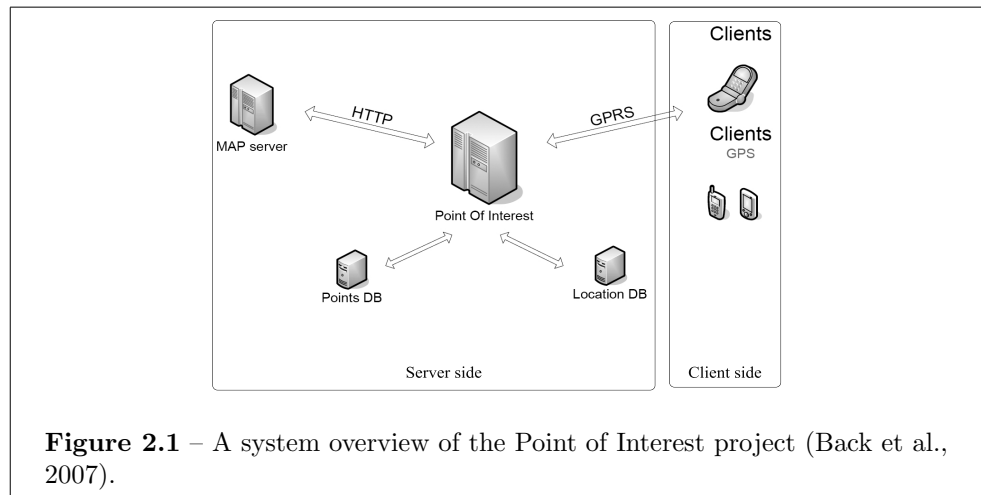 Clients
HTTP
GPRS
MAP server
Clients
GPS
Point Of Interest
Points DB
Location DB
Server side
Client side
Figure 2.1 – A system overview of the Point of Interest project (Back et al.,
2007).